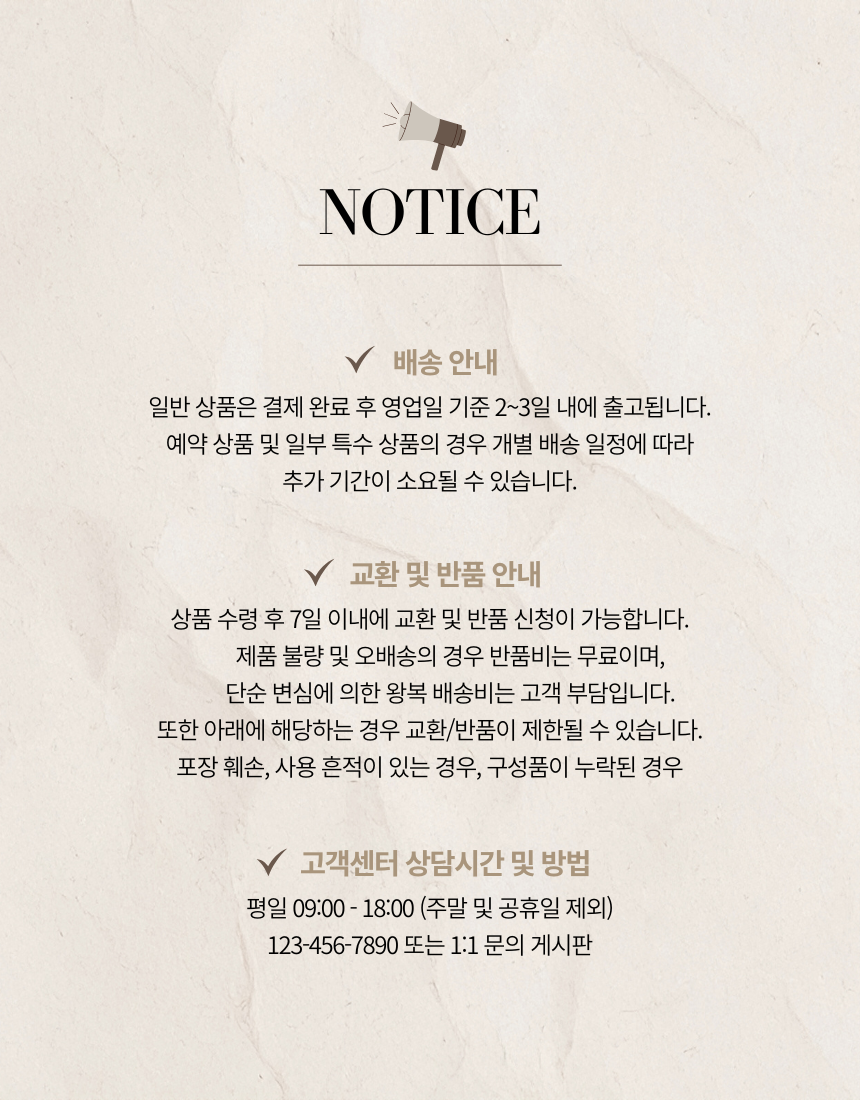 NOTICE
배송 안내
일반 상품은 결제 완료 후 영업일 기준 2~3일 내에 출고됩니다.
예약 상품 및 일부 특수 상품의 경우 개별 배송 일정에 따라
추가 기간이 소요될 수 있습니다.
교환 및 반품 안내
상품 수령 후 7일 이내에 교환 및 반품 신청이 가능합니다.
제품 불량 및 오배송의 경우 반품비는 무료이며,
단순 변심에 의한 왕복 배송비는 고객 부담입니다.
또한 아래에 해당하는 경우 교환/반품이 제한될 수 있습니다.
포장 훼손, 사용 흔적이 있는 경우, 구성품이 누락된 경우
고객센터 상담시간 및 방법
평일 09:00 - 18:00 (주말 및 공휴일 제외)
123-456-7890 또는 1:1 문의 게시판